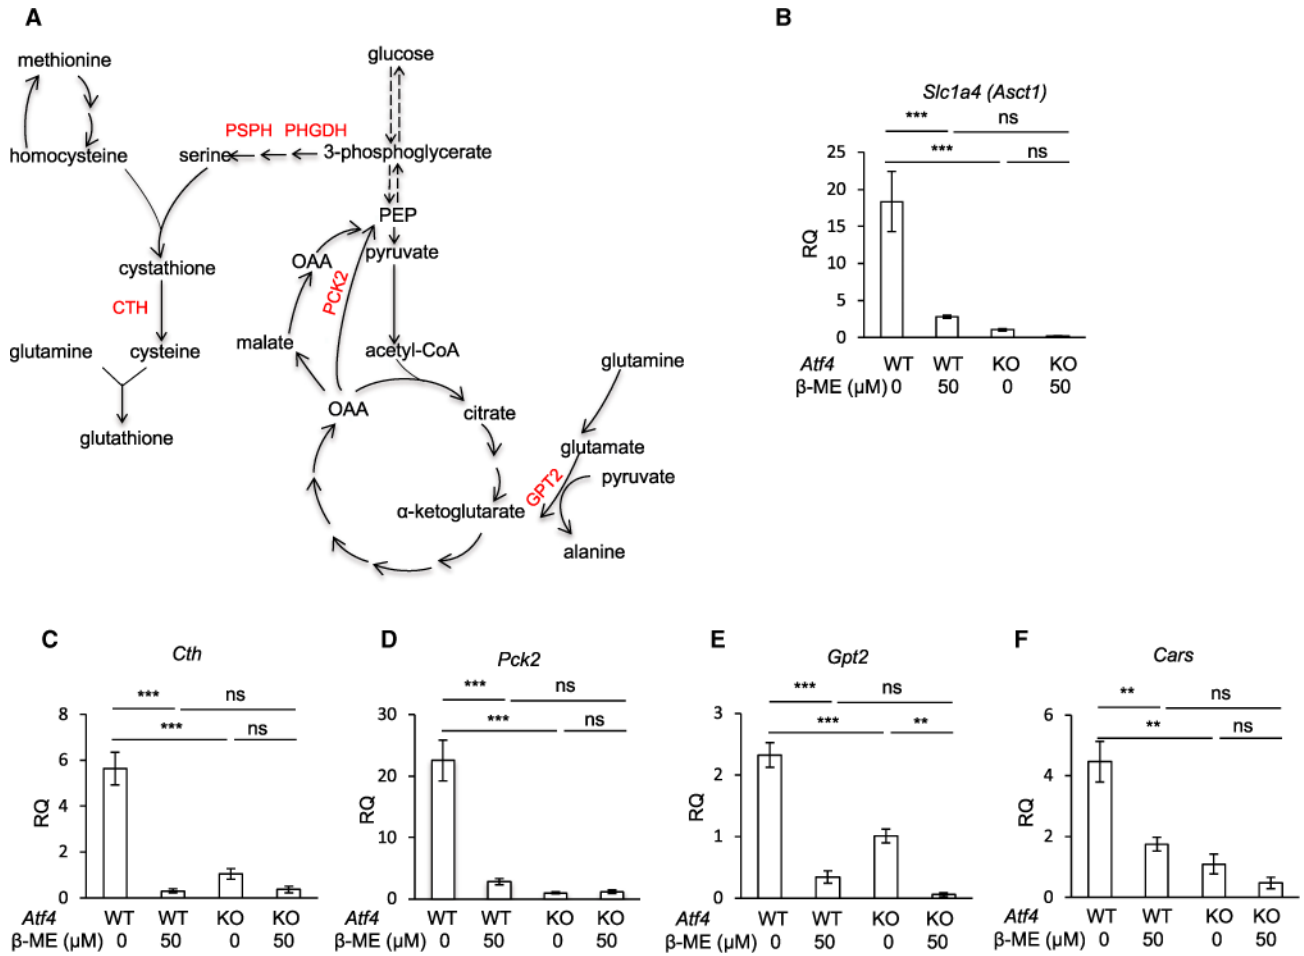 A
methionine
glucose
PSPH PHGDH
homocysteine
serine
3-phosphoglycerate
PEP
OAA
pyruvate
cystathione
PCK2
CTH
malate
acetyl-CoA
glutamine
cysteine
glutamine
OAA
citrate
glutathione
glutamate
GPT2
pyruvate
α-ketoglutarate
alanine
B
Slc1a4 (Asct1)
*** ns
*** ns
25
20
15
10
5
0
RQ
Atf4 WT WT KO KO
β-ME (μM) 0 50 0 50
C
Cth
*** ns
*** ns
8
6
4
2
0
RQ
Atf4 WT WT KO KO
β-ME (μM) 0 50 0 50
D
Pck2
*** ns
*** ns
30
20
10
0
RQ
Atf4 WT WT KO KO
β-ME (μM) 0 50 0 50
E
Gpt2
*** ns
*** **
3
2
1
0
RQ
Atf4 WT WT KO KO
β-ME (μM) 0 50 0 50
F
Cars
** ns
** ns
6
4
2
0
RQ
Atf4 WT WT KO KO
β-ME (μM) 0 50 0 50